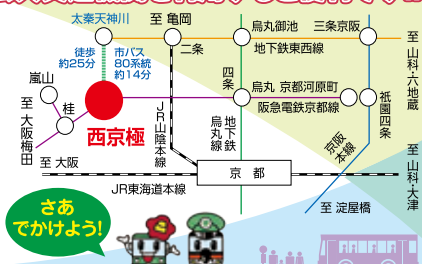 太秦天神川
至 亀岡
烏丸御池
三条京阪
二条
地下鉄東西線
徒歩
約25分
市バス
80系統
約14分
至 山科・六地蔵
嵐山
桂
四条
烏丸
京都河原町
阪急電鉄京都線
祇園四条
至 大阪梅田
西京極
JR山陰本線
地下鉄
烏丸線
京阪
本線
至 山科・大津
至 大阪
京都
JR東海道本線
至 淀屋橋
さあ
でかけよう!